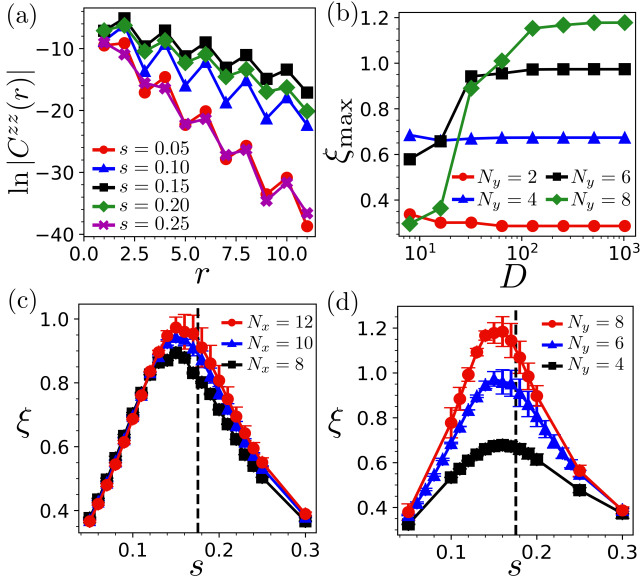 (a)
ln |C^{zz}(r)|
−10
−20
−30
−40
s = 0.05
s = 0.10
s = 0.15
s = 0.20
s = 0.25
0.0 2.5 5.0 7.5 10.0
r
(b)
ξ_max
1.2
1.0
0.8
0.6
0.4
N_y = 2 N_y = 6
N_y = 4 N_y = 8
10^1 10^2 10^3
D
(c)
ξ
1.0
0.8
0.6
0.4
N_x = 12
N_x = 10
N_x = 8
0.1 0.2 0.3
s
(d)
ξ
1.2
1.0
0.8
0.6
0.4
N_y = 8
N_y = 6
N_y = 4
0.1 0.2 0.3
s